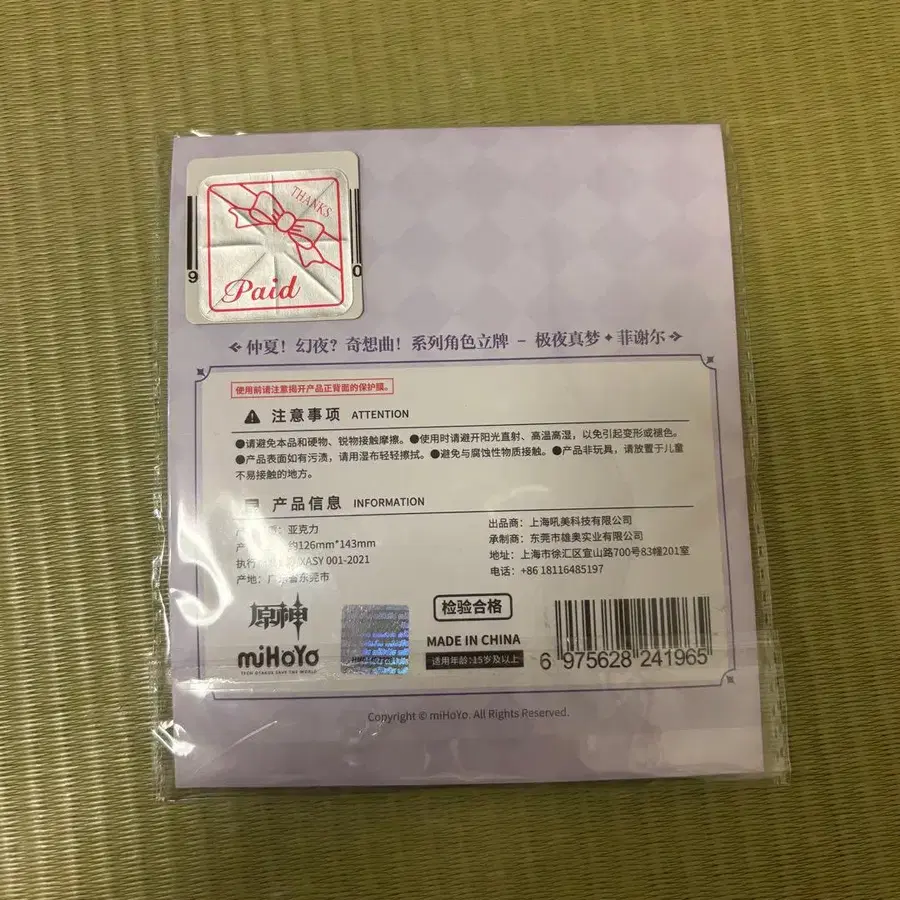 THANKS
Paid
9
0
仲夏！幻夜？奇想曲！系列角色立牌 – 极夜真梦✦菲谢尔
使用前请注意揭开产品正背面的保护膜。
注意事项 ATTENTION
●请避免本品和硬物、锐物接触摩擦。●使用时请避开阳光直射、高温高湿，以免引起变形或褪色。
●产品表面如有污渍，请用湿布轻轻擦拭。●避免与腐蚀性物质接触。●产品非玩具，请放置于儿童
不易接触的地方。
产品信息 INFORMATION
亚克力
约126mm*143mm
XASY 001-2021
产地：广东省东莞市
出品商：上海吼美科技有限公司
承制商：东莞市雄奥实业有限公司
地址：上海市徐汇区宜山路700号83幢201室
电话：+86 18116485197
原神
miHoYo
TECH OTAKUS SAVE THE WORLD
检验合格
MADE IN CHINA
适用年龄：15岁及以上
6 975628 241965
Copyright © miHoYo. All Rights Reserved.